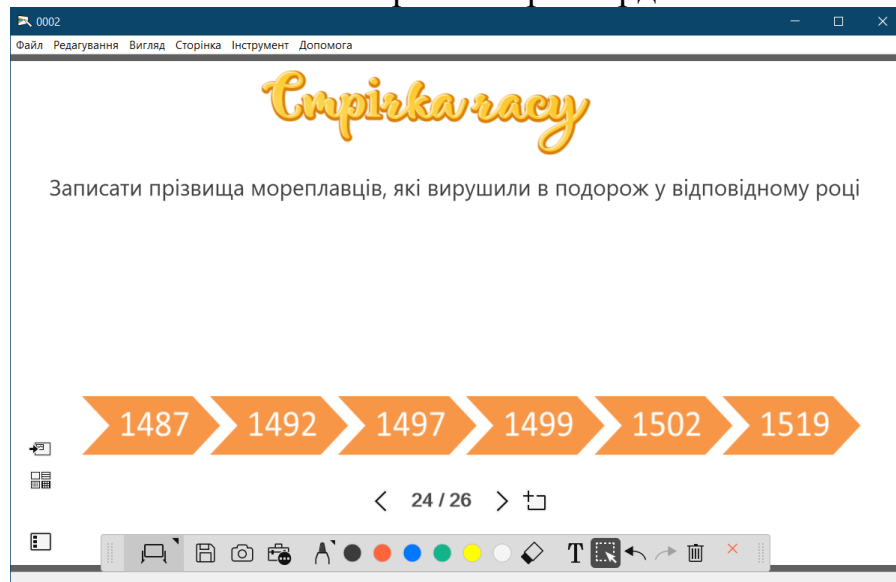 0002
Файл Редагування Вигляд Сторінка Інструмент Допомога
Стрічка часу
Записати прізвища мореплавців, які вирушили в подорож у відповідному році
1487 1492 1497 1499 1502 1519
24 / 26
T